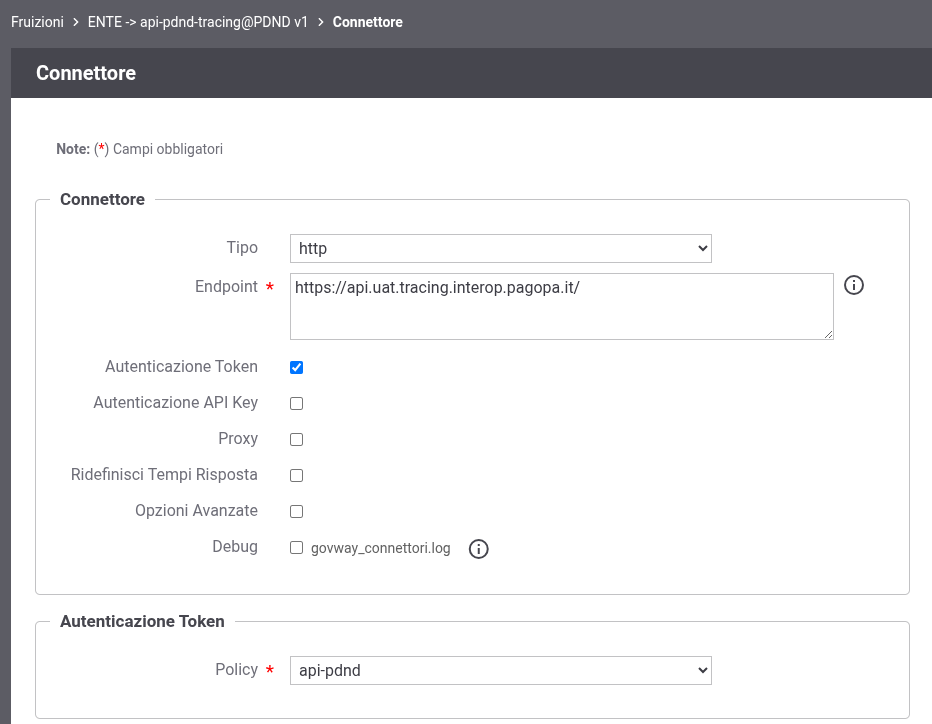 Fruizioni > ENTE -> api-pdnd-tracing@PDND v1 > Connettore
Connettore
Note: (*) Campi obbligatori
Connettore
Tipo http
Endpoint * https://api.uat.tracing.interop.pagopa.it/
Autenticazione Token
Autenticazione API Key
Proxy
Ridefinisci Tempi Risposta
Opzioni Avanzate
Debug govway_connettori.log
Autenticazione Token
Policy * api-pdnd